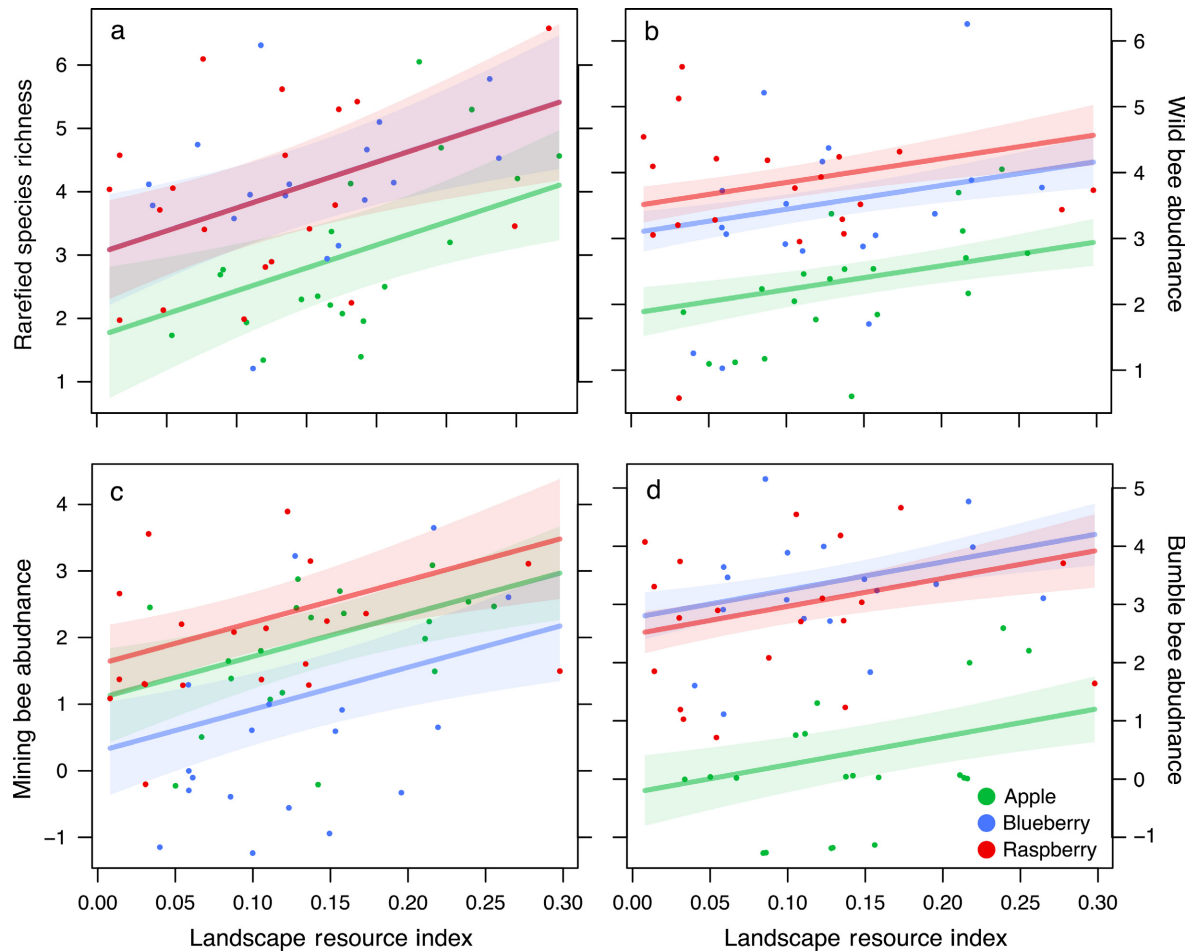 a
6
5
4
3
2
1
Rarefied species richness
b
6
5
4
3
2
1
Wild bee abudnance
c
4
3
2
1
0
−1
Mining bee abudnance
0.00 0.05 0.10 0.15 0.20 0.25 0.30
Landscape resource index
d
5
4
3
2
1
0
−1
Bumble bee abudnance
Apple
Blueberry
Raspberry
0.00 0.05 0.10 0.15 0.20 0.25 0.30
Landscape resource index